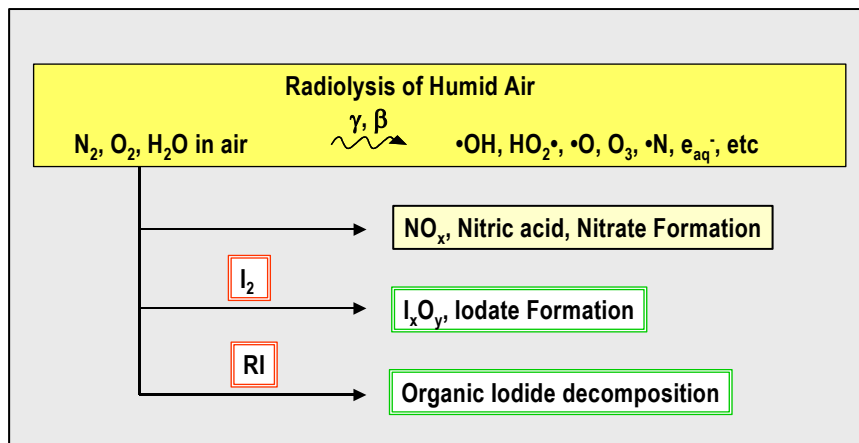 Radiolysis of Humid Air
γ, β
N₂, O₂, H₂O in air •OH, HO₂•, •O, O₃, •N, eaq⁻, etc
NOₓ, Nitric acid, Nitrate Formation
I₂
IₓOᵧ, Iodate Formation
RI
Organic Iodide decomposition